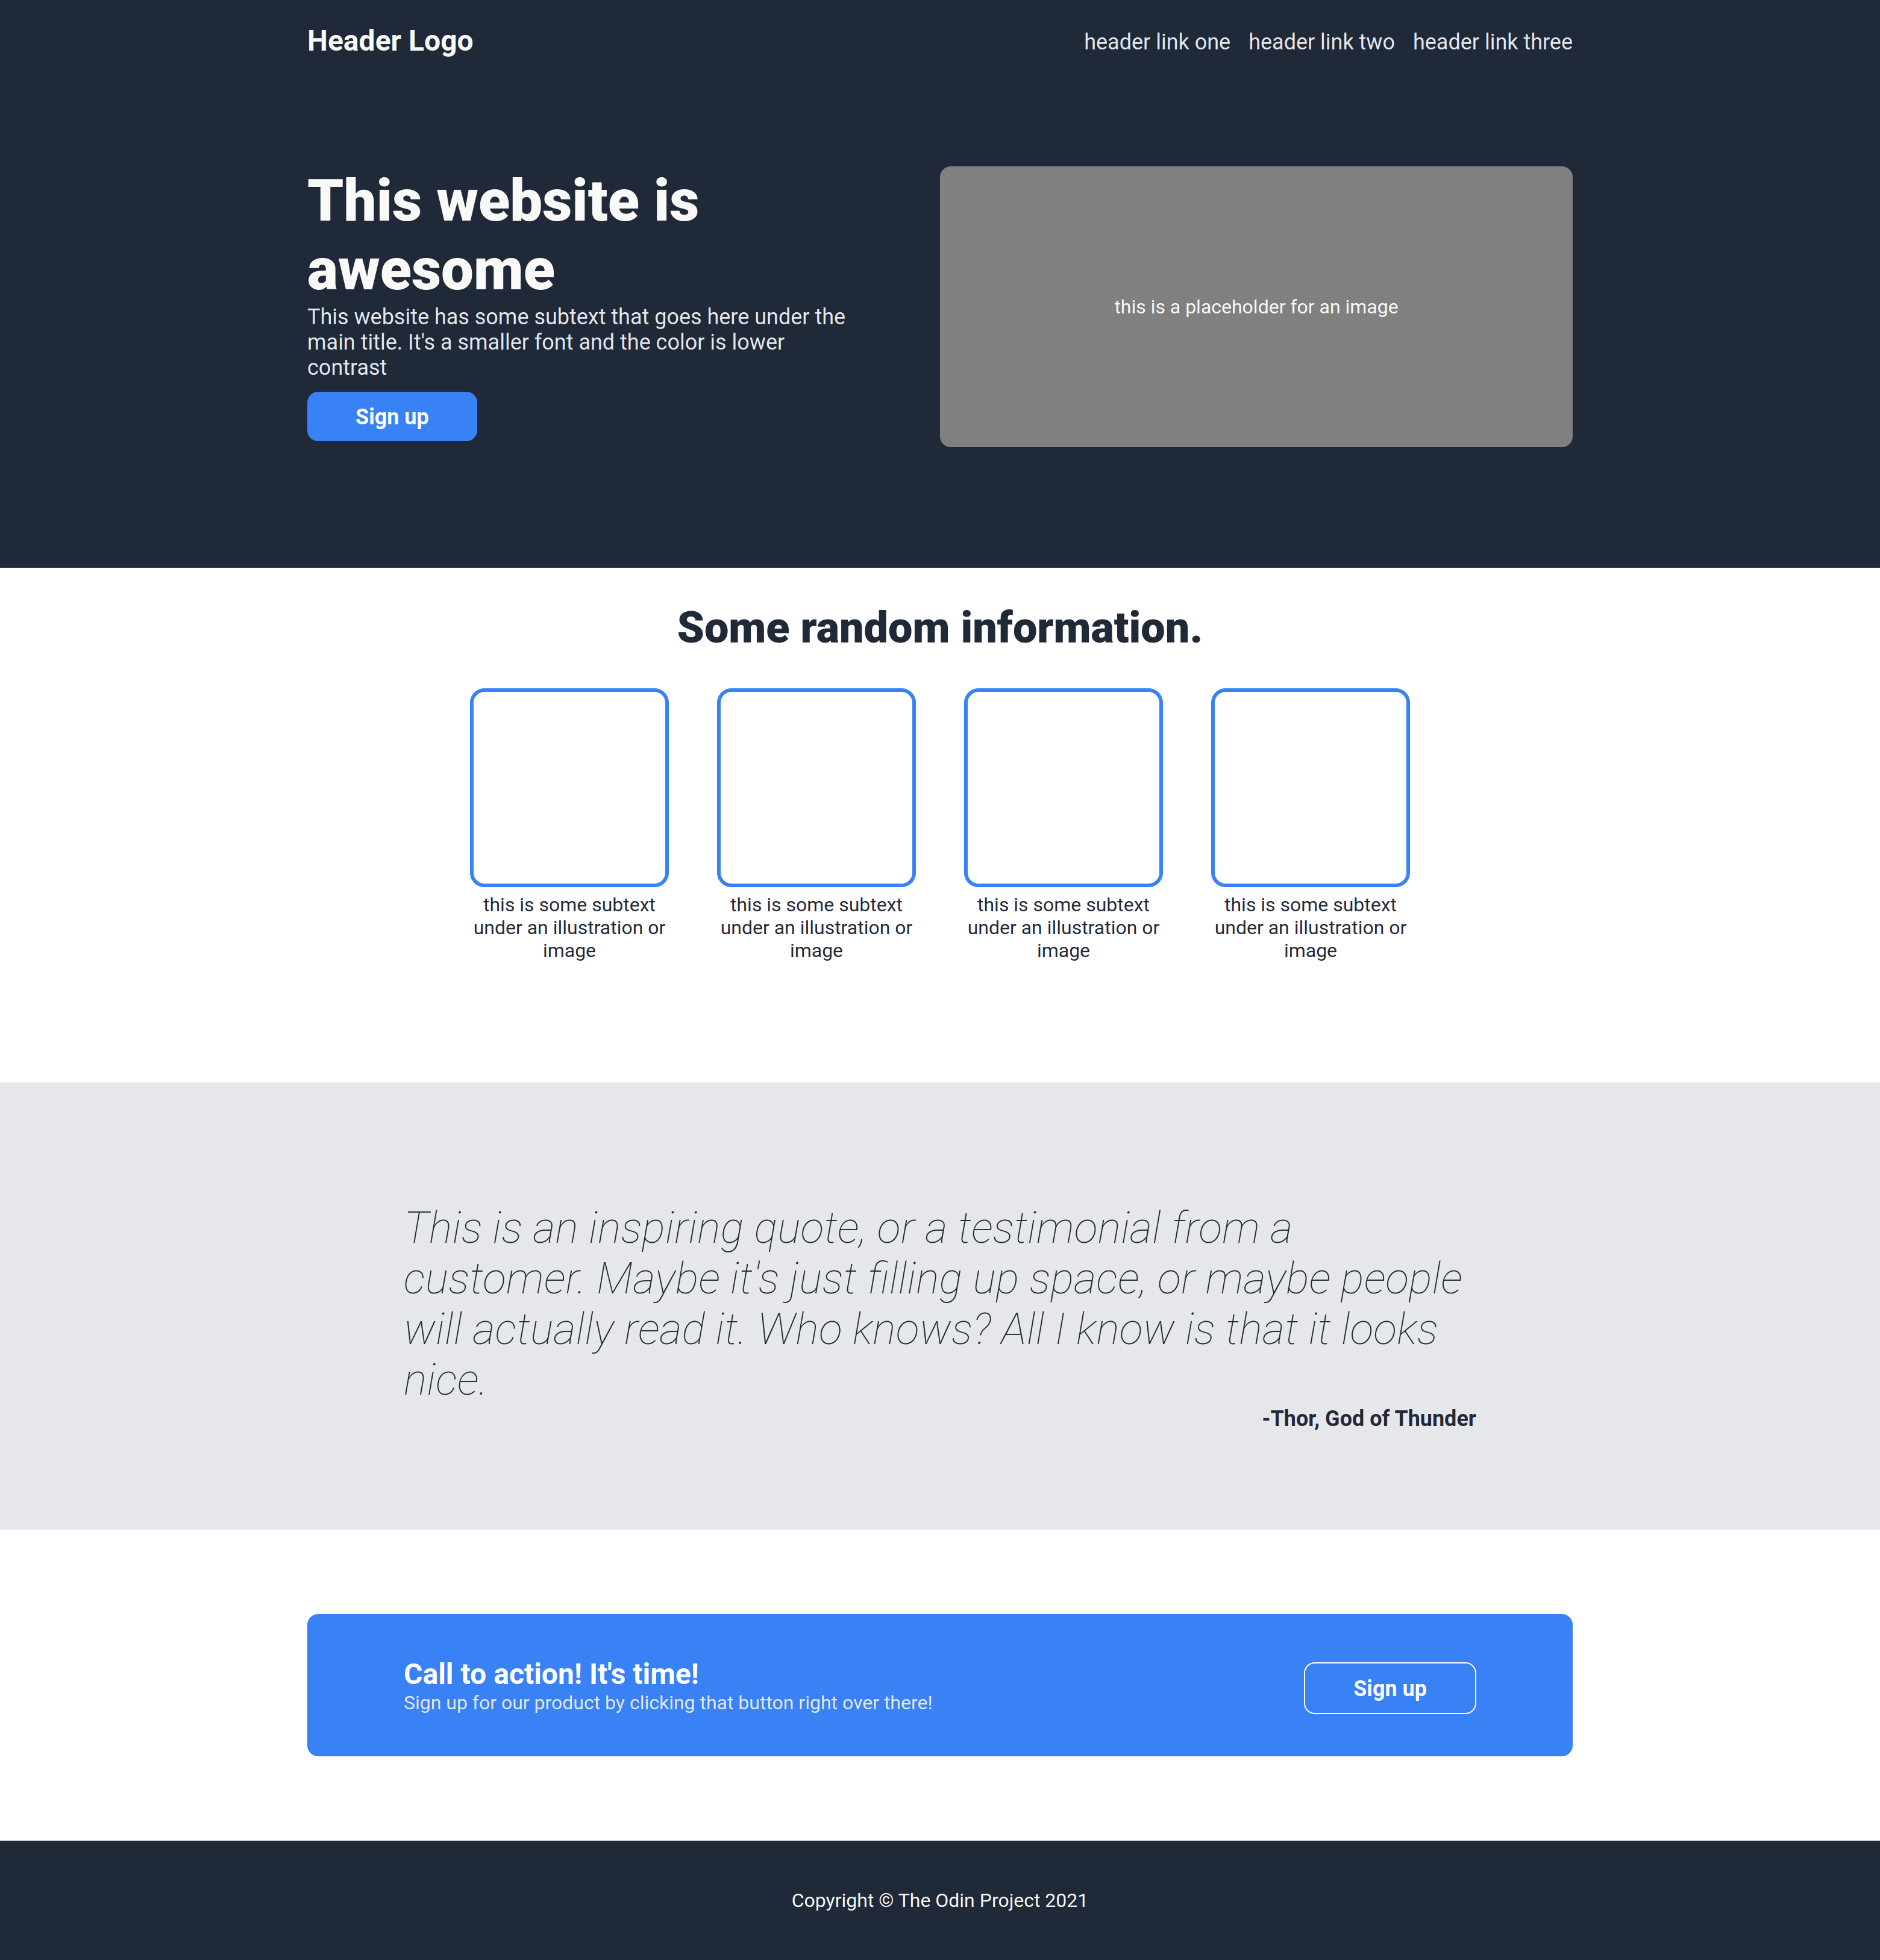 Header Logo
header link one header link two header link three
This website is
awesome
This website has some subtext that goes here under the
main title. It's a smaller font and the color is lower
contrast
Sign up
this is a placeholder for an image
Some random information.
this is some subtext
under an illustration or
image
this is some subtext
under an illustration or
image
this is some subtext
under an illustration or
image
this is some subtext
under an illustration or
image
This is an inspiring quote, or a testimonial from a
customer. Maybe it's just filling up space, or maybe people
will actually read it. Who knows? All I know is that it looks
nice.
-Thor, God of Thunder
Call to action! It's time!
Sign up for our product by clicking that button right over there!
Sign up
Copyright © The Odin Project 2021